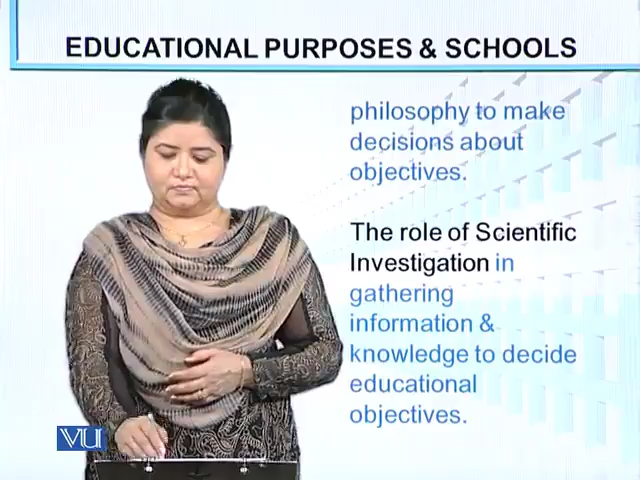 EDUCATIONAL PURPOSES & SCHOOLS
philosophy to make
decisions about
objectives.
The role of Scientific
Investigation in
gathering
information &
knowledge to decide
educational
objectives.
VU